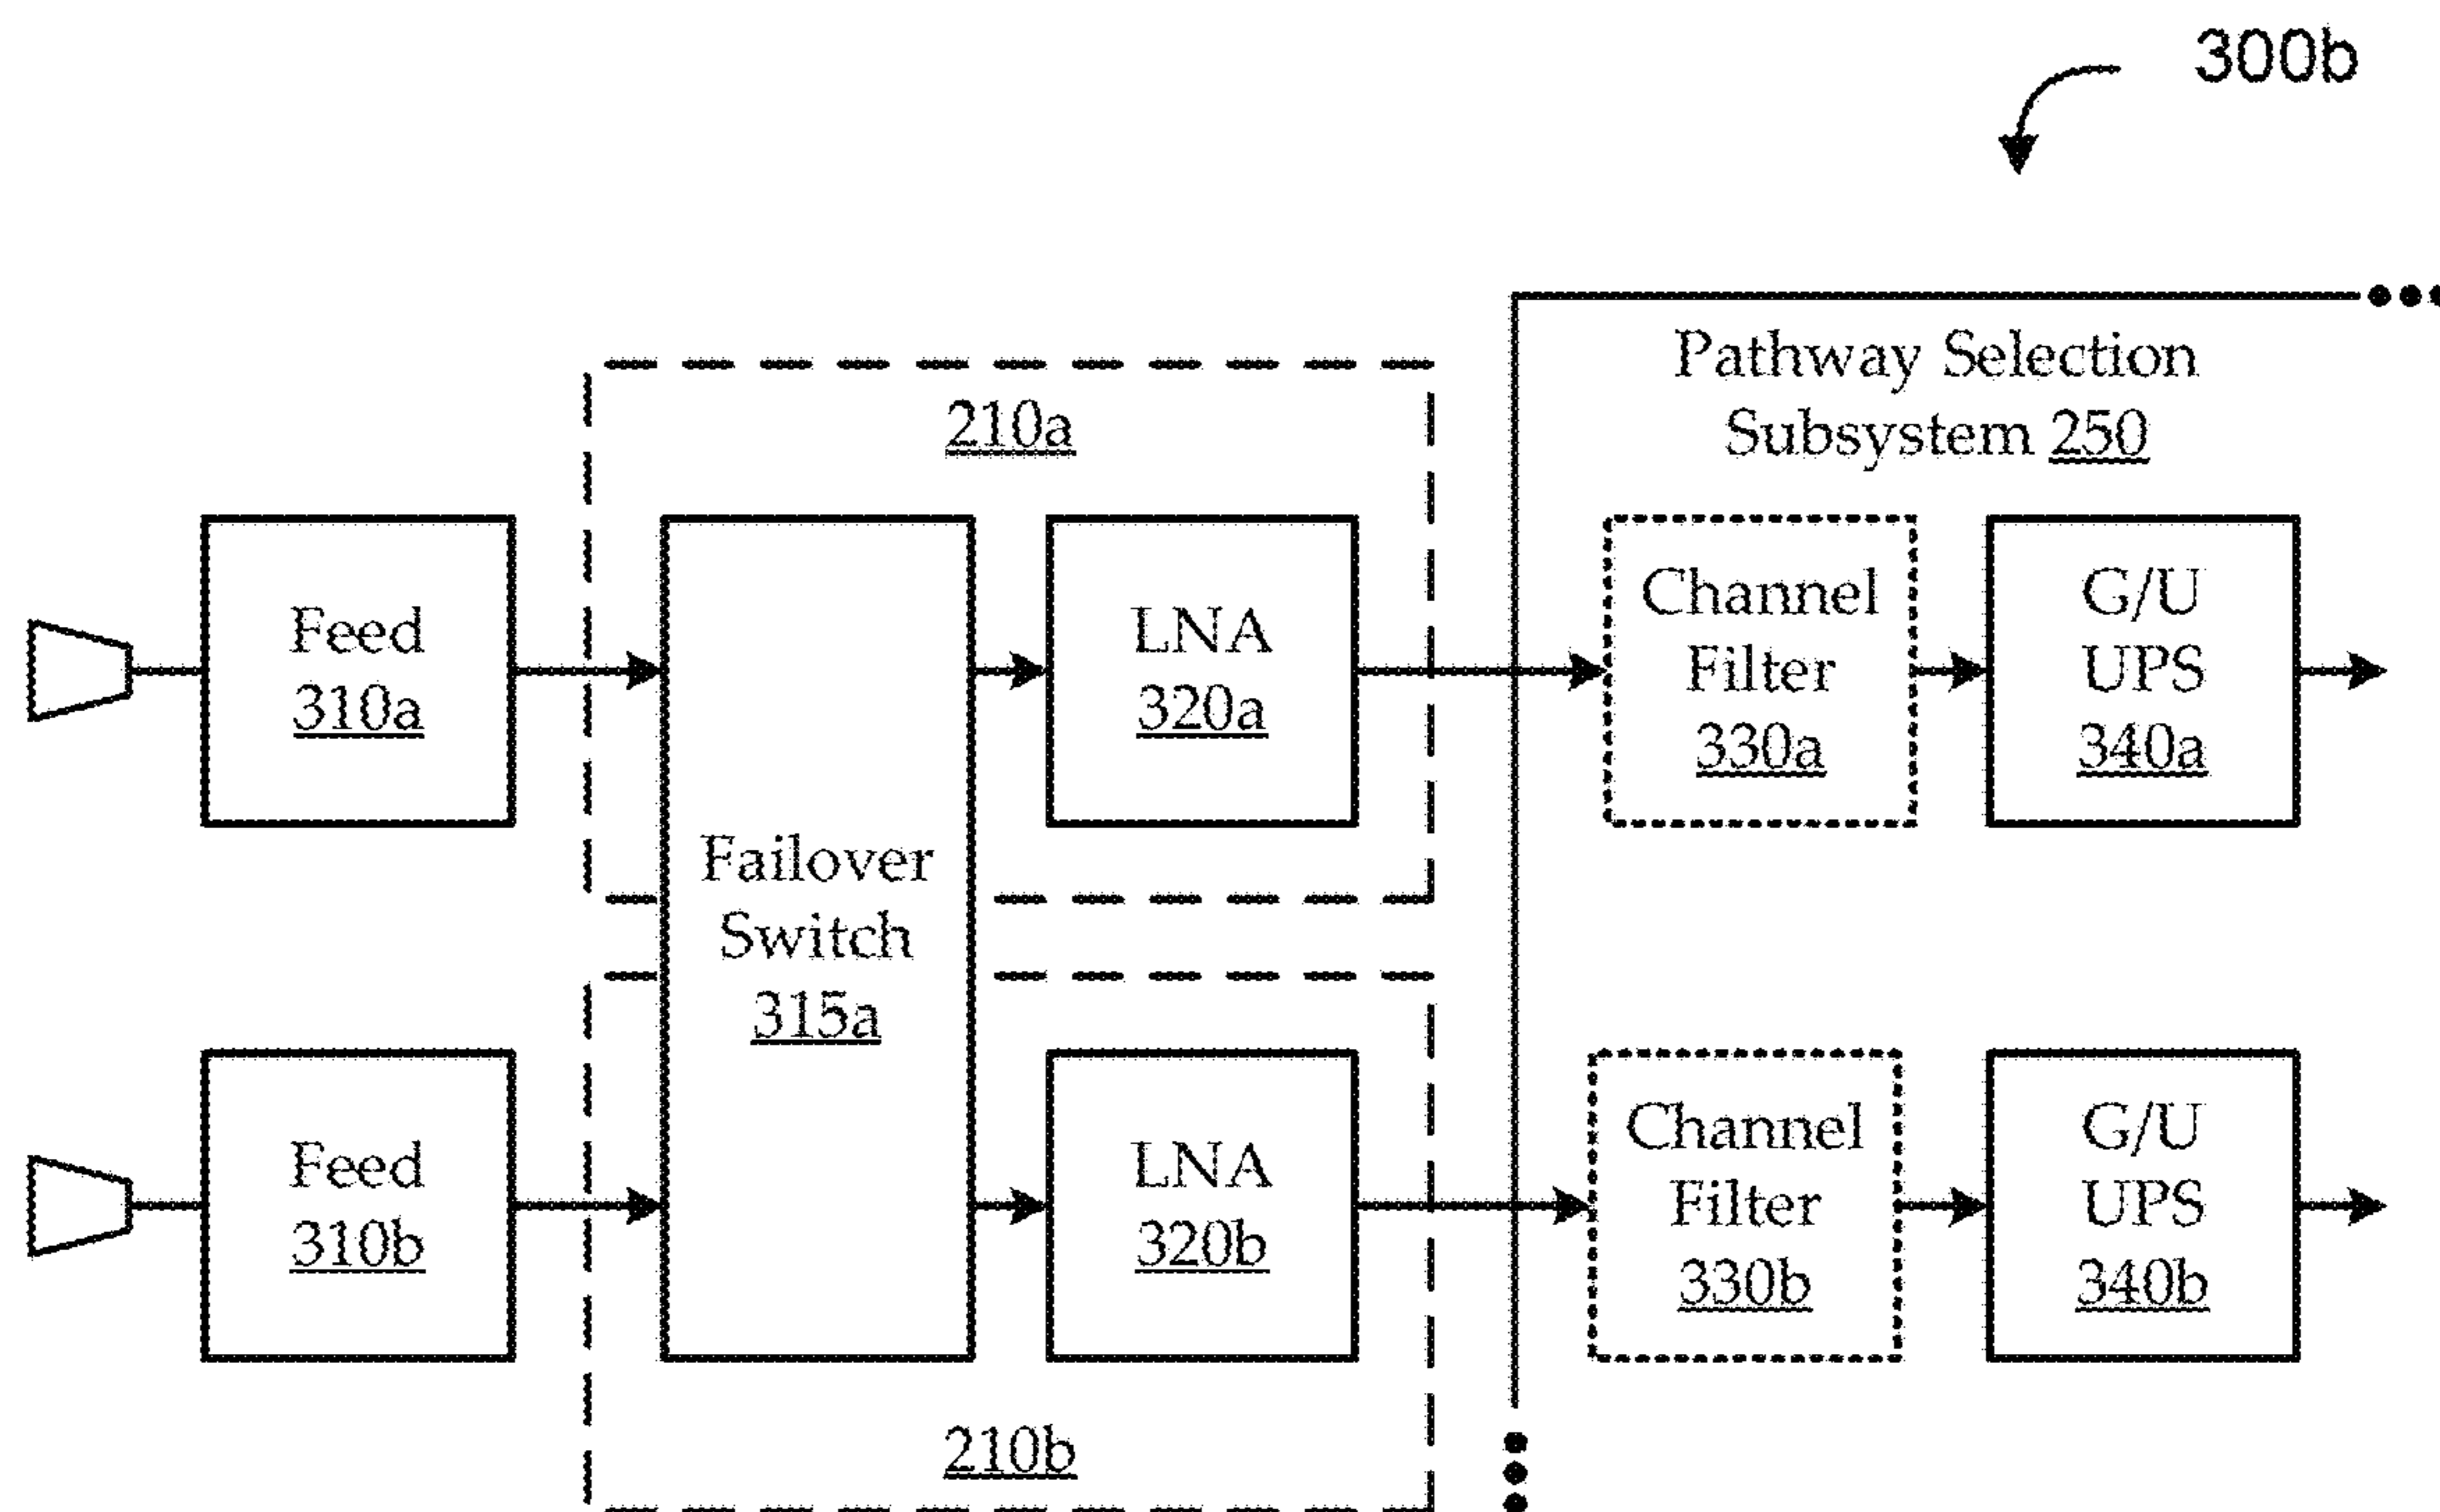 300b
Pathway Selection
Subsystem 250
210a
Feed
310a
Failover
Switch
315a
LNA
320a
Channel
Filter
330a
G/U
UPS
340a
Feed
310b
LNA
320b
Channel
Filter
330b
G/U
UPS
340b
210b